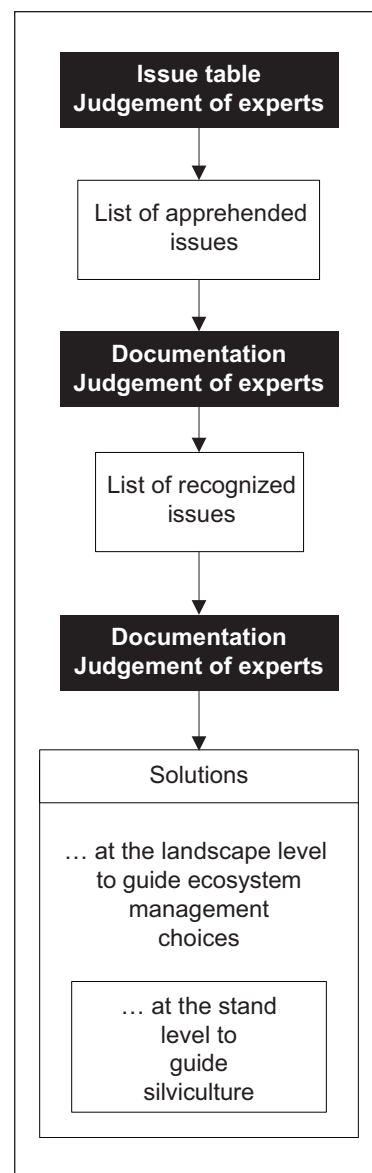 Issue table
Judgement of experts
List of apprehended
issues
Documentation
Judgement of experts
List of recognized
issues
Documentation
Judgement of experts
Solutions
… at the landscape level
to guide ecosystem
management
choices
… at the stand
level to
guide
silviculture